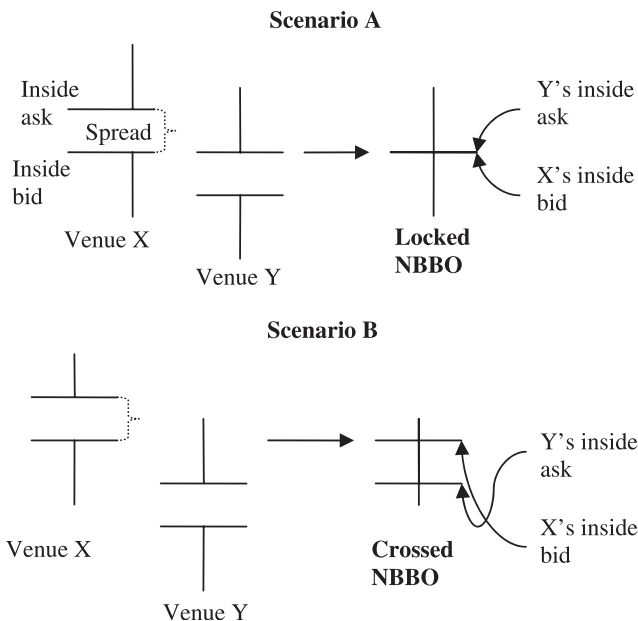 Scenario A
Inside
ask
Spread
Inside
bid
Venue X
Venue Y
Y's inside
ask
X's inside
bid
Locked
NBBO
Scenario B
Venue X
Venue Y
Y's inside
ask
X's inside
bid
Crossed
NBBO